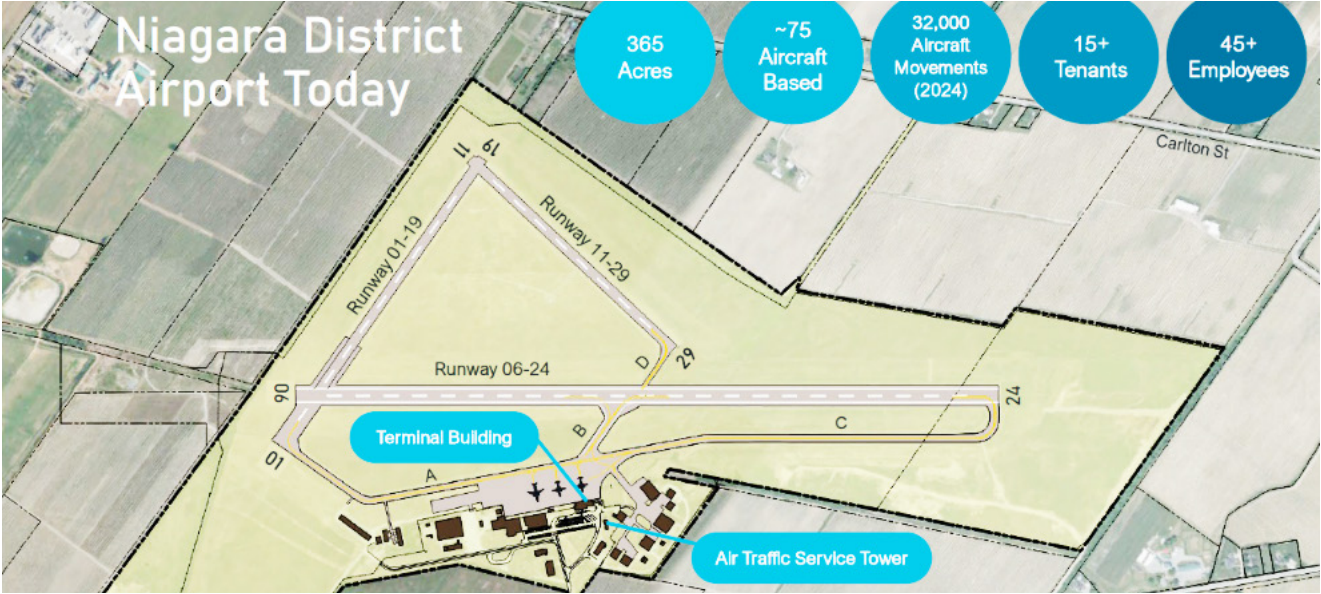 Niagara District
Airport Today
365
Acres
~75
Aircraft
Based
32,000
Aircraft
Movements
(2024)
15+
Tenants
45+
Employees
Carlton St
11
19
Runway 01-19
Runway 11-29
29
D
Runway 06-24
06
24
Terminal Building
B
C
01
A
Air Traffic Service Tower